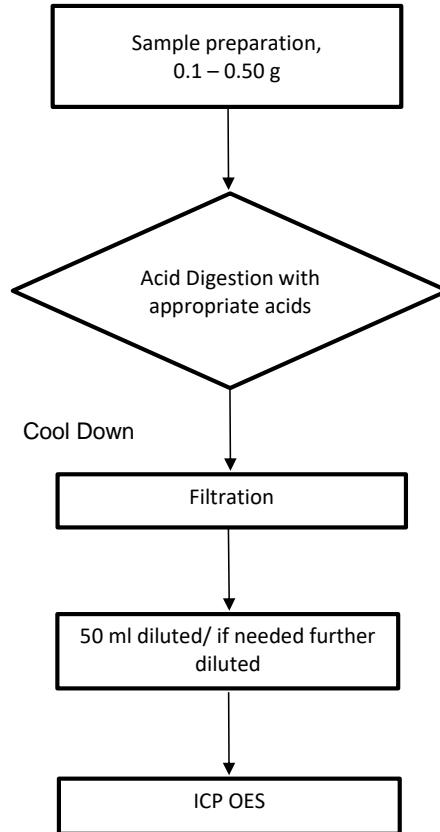 Sample preparation,
0.1 – 0.50 g
Acid Digestion with
appropriate acids
Cool Down
Filtration
50 ml diluted/ if needed further
diluted
ICP OES